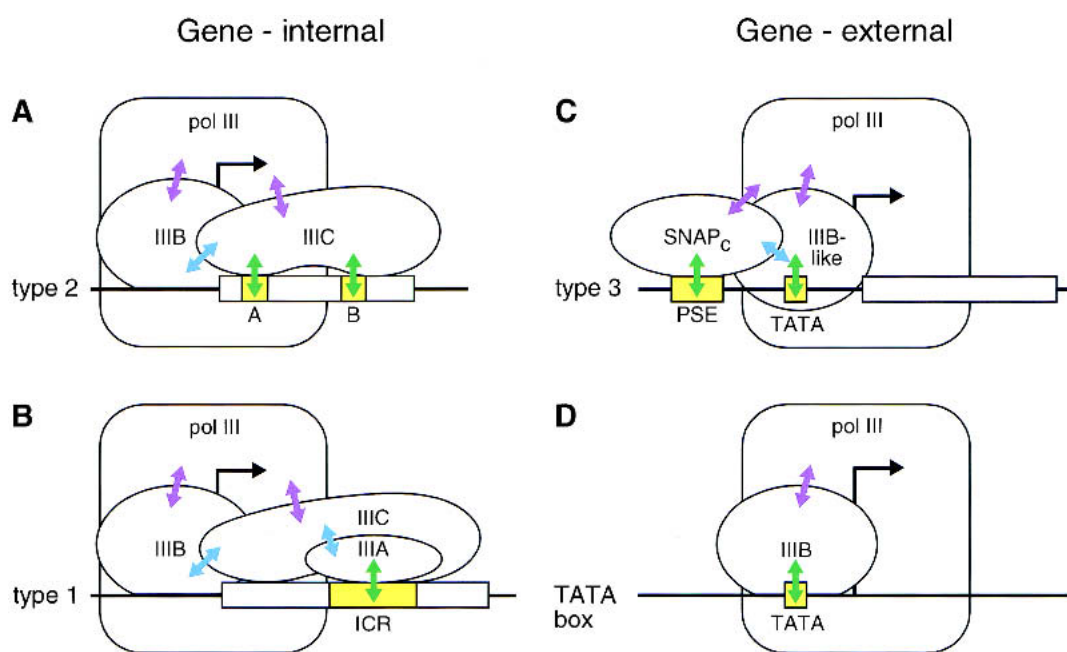 Gene - internal
Gene - external
A
pol III
IIIB
IIIC
type 2
A
B
C
pol III
SNAPc
IIIB-
like
type 3
PSE
TATA
B
pol III
IIIC
IIIB
IIIA
type 1
ICR
D
pol III
IIIB
TATA
box
TATA